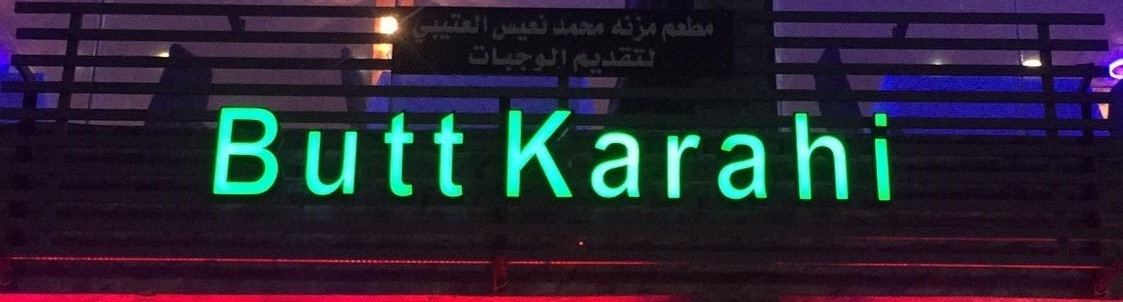 مطعم مزنه محمد نعيس العتيبي
لتقديم الوجبات
Butt Karahi